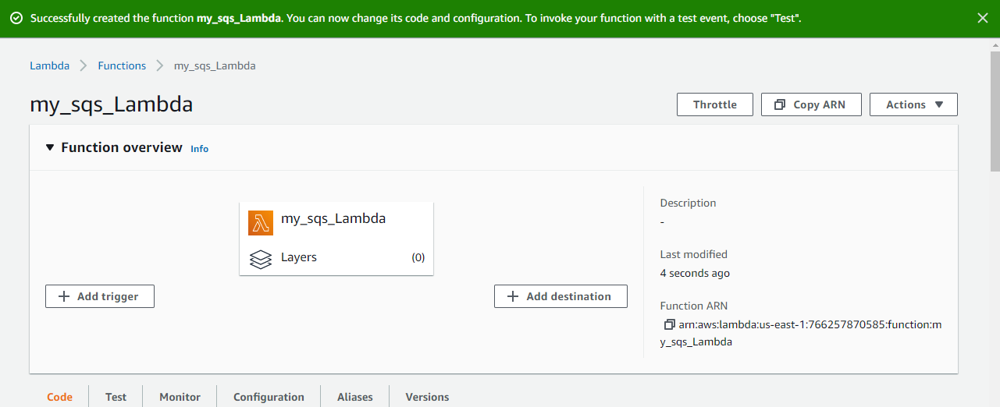 Successfully created the function my_sqs_Lambda. You can now change its code and configuration. To invoke your function with a test event, choose "Test".
Lambda Functions my_sqs_Lambda
my_sqs_Lambda
Throttle Copy ARN Actions
Function overview Info
my_sqs_Lambda
Layers (0)
Add trigger
Add destination
Description
-
Last modified
4 seconds ago
Function ARN
arn:aws:lambda:us-east-1:766257870585:function:m
y_sqs_Lambda
Code Test Monitor Configuration Aliases Versions